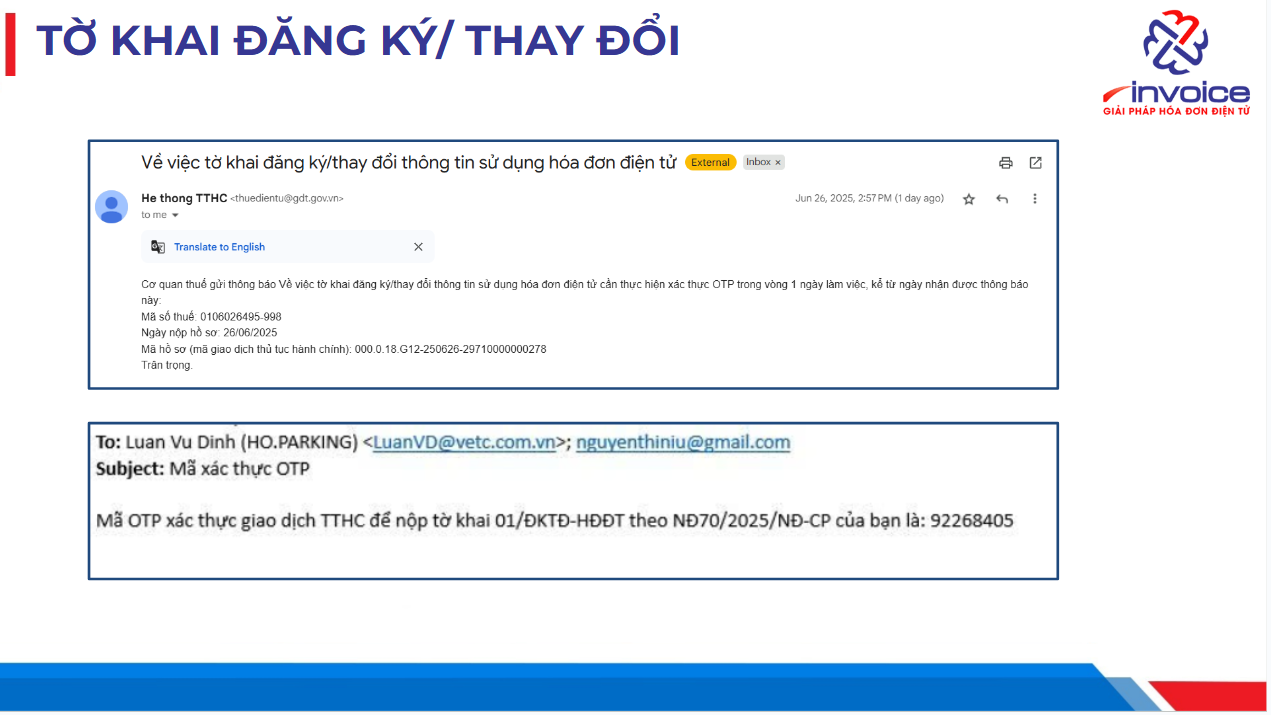 TỜ KHAI ĐĂNG KÝ/ THAY ĐỔI
invoice
GIẢI PHÁP HÓA ĐƠN ĐIỆN TỬ
Về việc tờ khai đăng ký/thay đổi thông tin sử dụng hóa đơn điện tử External Inbox ×
He thong TTHC <thuedientu@gdt.gov.vn>
Jun 26, 2025, 2:57 PM (1 day ago)
to me
Translate to English
Cơ quan thuế gửi thông báo Về việc tờ khai đăng ký/thay đổi thông tin sử dụng hóa đơn điện tử cần thực hiện xác thực OTP trong vòng 1 ngày làm việc, kể từ ngày nhận được thông báo
này:
Mã số thuế: 0106026495-998
Ngày nộp hồ sơ: 26/06/2025
Mã hồ sơ (mã giao dịch thủ tục hành chính): 000.0.18.G12-250626-29710000000278
Trân trọng.
To: Luan Vu Dinh (HO.PARKING) <LuanVD@vetc.com.vn>; nguyenthiniu@gmail.com
Subject: Mã xác thực OTP
Mã OTP xác thực giao dịch TTHC để nộp tờ khai 01/ĐKTĐ-HĐĐT theo NĐ70/2025/NĐ-CP của bạn là: 92268405